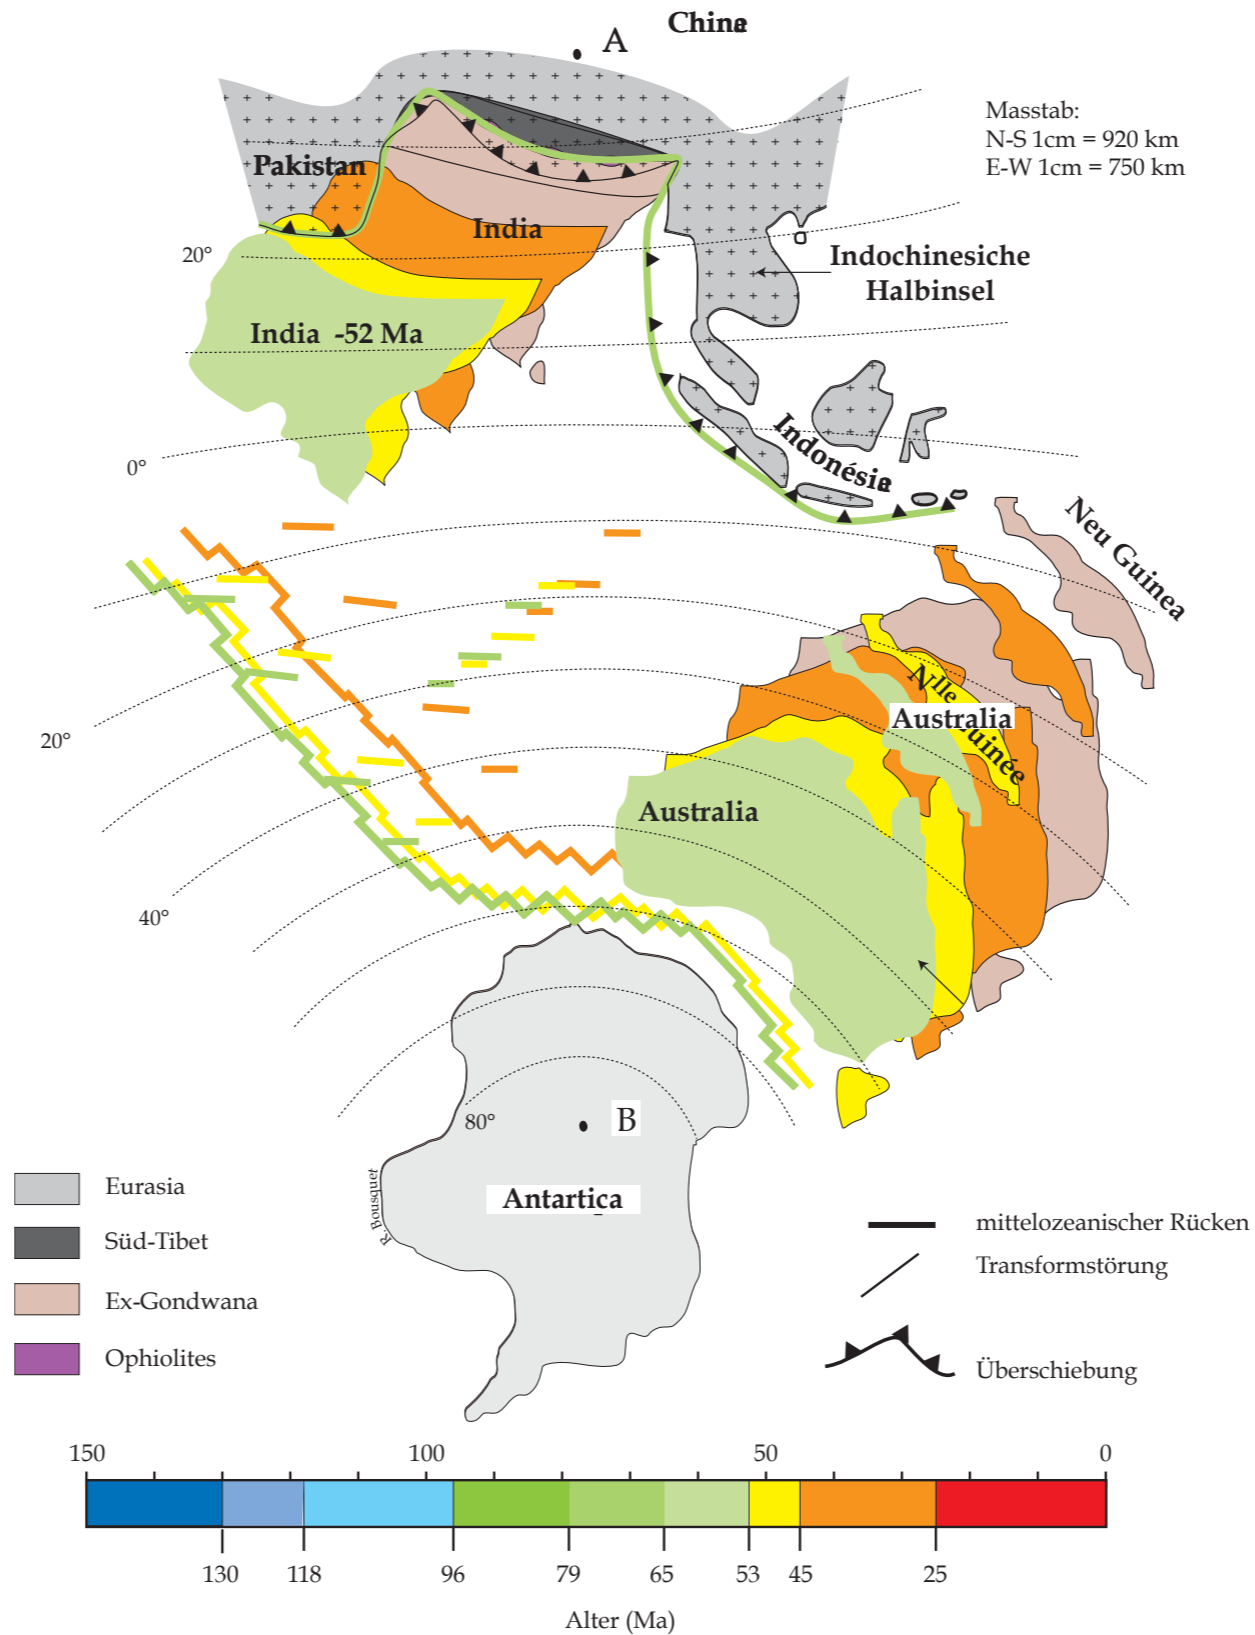 Chine
A
Masstab:
N-S 1cm = 920 km
E-W 1cm = 750 km
Pakistan
India
20°
Indochinesiche
Halbinsel
India -52 Ma
0°
Indonésia
Neu Guinea
Nlle Guinée
Australia
20°
Australia
40°
80°
B
R. Bousquet
Antartica
Eurasia
Süd-Tibet
Ex-Gondwana
Ophiolites
mittelozeanischer Rücken
Transformstörung
Überschiebung
150 100 50 0
130 118 96 79 65 53 45 25
Alter (Ma)